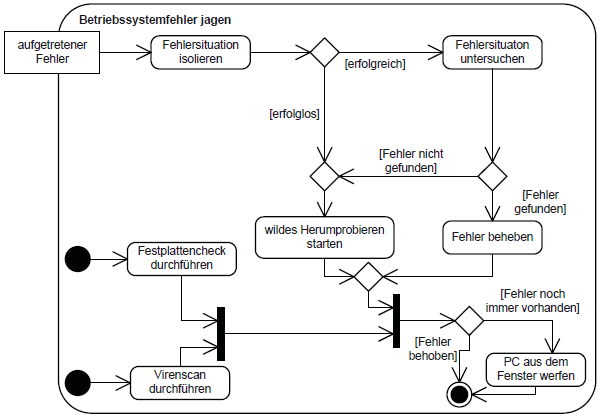 Betriebssystemfehler jagen
aufgetretener
Fehler
Fehlersituation
isolieren
[erfolgreich]
Fehlersituaton
untersuchen
[erfolglos]
[Fehler nicht
gefunden]
[Fehler
gefunden]
wildes Herumprobieren
starten
Fehler beheben
Festplattencheck
durchführen
[Fehler noch
immer vorhanden]
[Fehler
behoben]
PC aus dem
Fenster werfen
Virenscan
durchführen